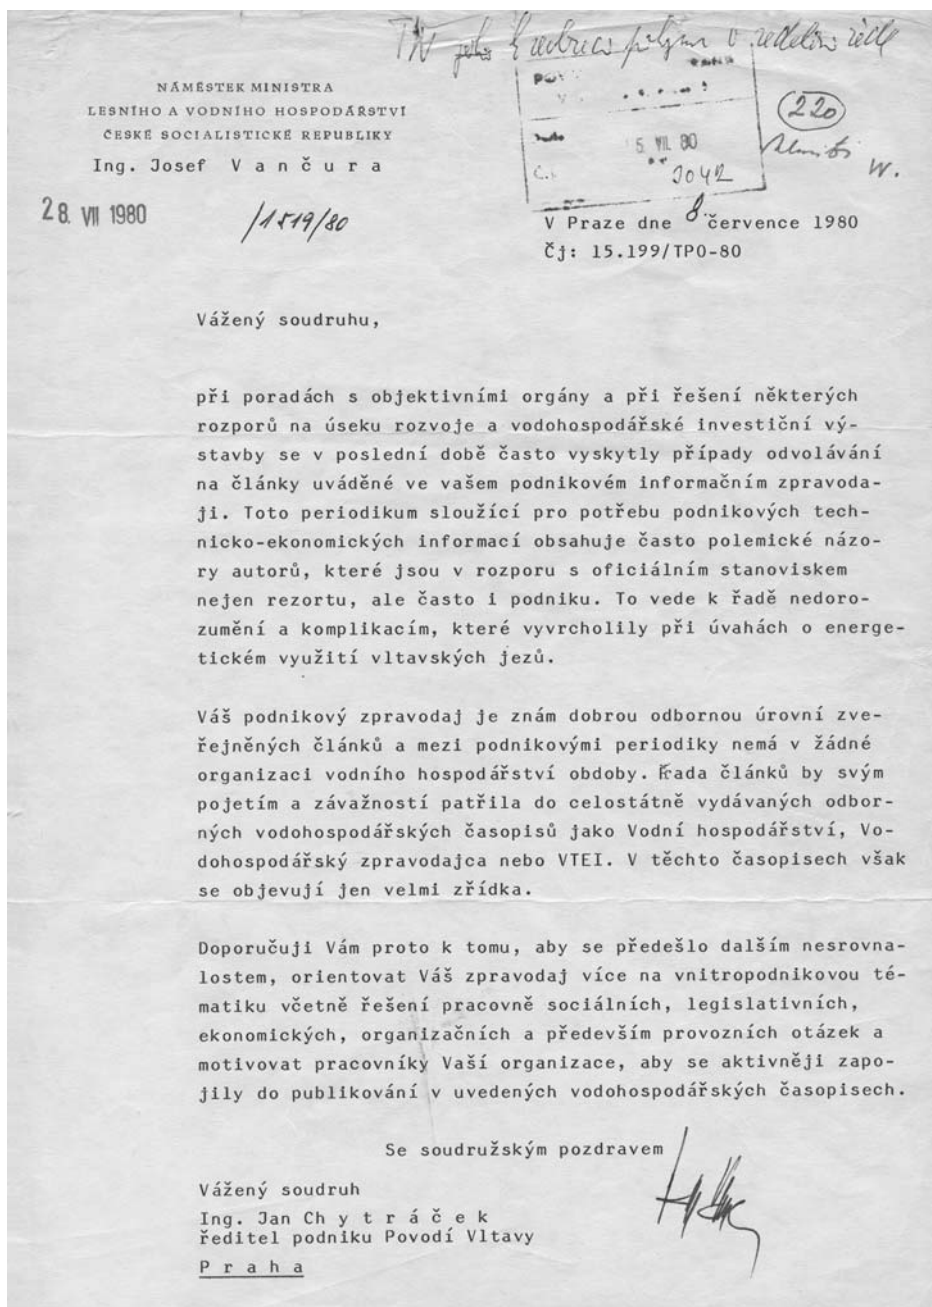 NÁMĚSTEK MINISTRA
LESNÍHO A VODNÍHO HOSPODÁŘSTVÍ
ČESKÉ SOCIALISTICKÉ REPUBLIKY
Ing. Josef V a n č u r a
28. VII 1980
/1519/80
220
15 VII. 80
Č.j.
2042
W.
V Praze dne 8. července 1980
Čj: 15.199/TPO-80
Vážený soudruhu,
při poradách s objektivními orgány a při řešení některých
rozporů na úseku rozvoje a vodohospodářské investiční vý-
stavby se v poslední době často vyskytly případy odvolávání
na články uváděné ve vašem podnikovém informačním zpravoda-
ji. Toto periodikum sloužící pro potřebu podnikových tech-
nicko-ekonomických informací obsahuje často polemické názo-
ry autorů, které jsou v rozporu s oficiálním stanoviskem
nejen rezortu, ale často i podniku. To vede k řadě nedoro-
zumění a komplikacím, které vyvrcholily při úvahách o energe-
tickém využití vltavských jezů.
Váš podnikový zpravodaj je znám dobrou odbornou úrovní zve-
řejněných článků a mezi podnikovými periodiky nemá v žádné
organizaci vodního hospodářství obdoby. Řada článků by svým
pojetím a závažností patřila do celostátně vydávaných odbor-
ných vodohospodářských časopisů jako Vodní hospodářství, Vo-
dohospodářský zpravodajca nebo VTEI. V těchto časopisech však
se objevují jen velmi zřídka.
Doporučuji Vám proto k tomu, aby se předešlo dalším nesrovna-
lostem, orientovat Váš zpravodaj více na vnitropodnikovou té-
matiku včetně řešení pracovně sociálních, legislativních,
ekonomických, organizačních a především provozních otázek a
motivovat pracovníky Vaší organizace, aby se aktivněji zapo-
jily do publikování v uvedených vodohospodářských časopisech.
Se soudružským pozdravem
Vážený soudruh
Ing. Jan Ch y t r á č e k
ředitel podniku Povodí Vltavy
P r a h a